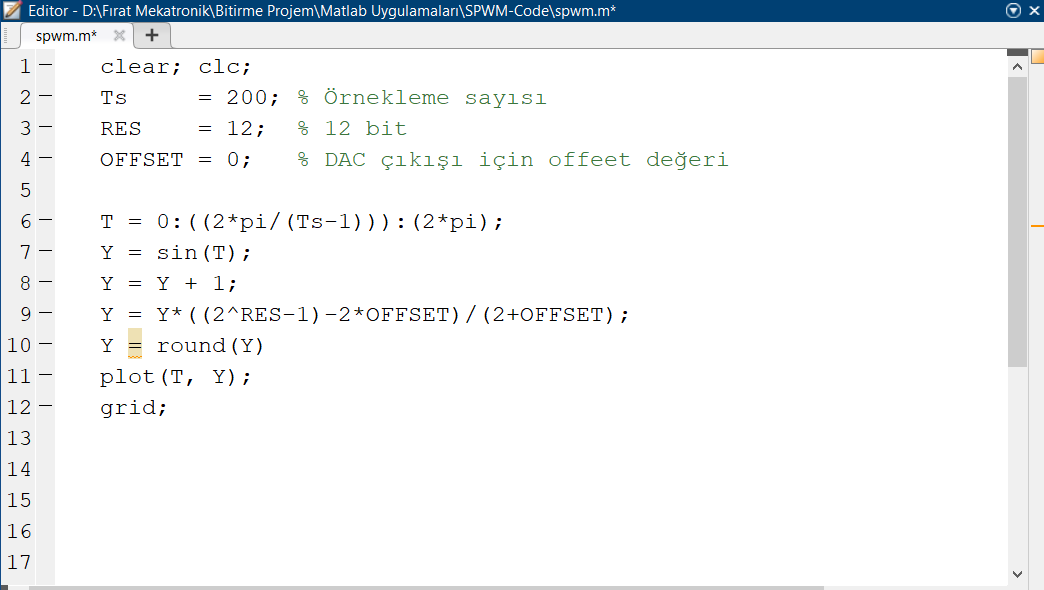 Editor - D:\Fırat Mekatronik\Bitirme Projem\Matlab Uygulamaları\SPWM-Code\spwm.m*
spwm.m*
1 clear; clc;
2 Ts = 200; % Örnekleme sayısı
3 RES = 12; % 12 bit
4 OFFSET = 0; % DAC çıkışı için offeet değeri
5
6 T = 0:((2*pi/(Ts-1))):(2*pi);
7 Y = sin(T);
8 Y = Y + 1;
9 Y = Y*((2^RES-1)-2*OFFSET)/(2+OFFSET);
10 Y = round(Y)
11 plot(T, Y);
12 grid;
13
14
15
16
17